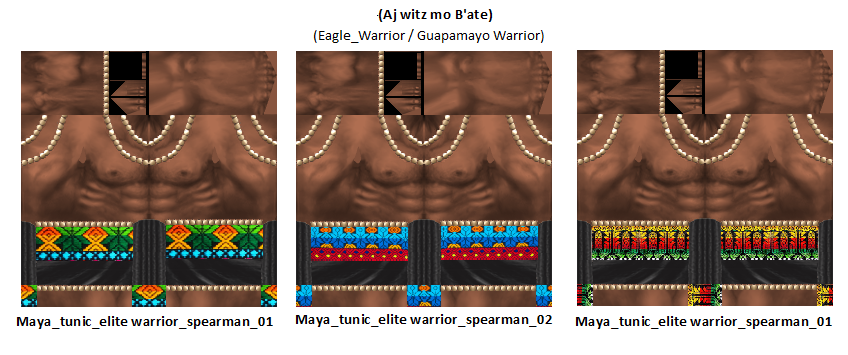 ·(Aj witz mo B'ate)
(Eagle_Warrior / Guapamayo Warrior)
Maya_tunic_elite warrior_spearman_01
Maya_tunic_elite warrior_spearman_02
Maya_tunic_elite warrior_spearman_01